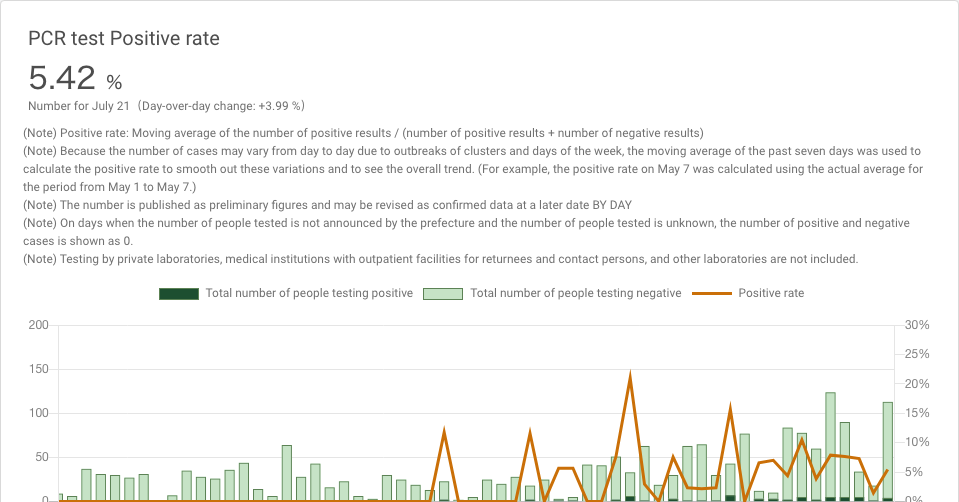 PCR test Positive rate
5.42 %
Number for July 21 (Day-over-day change: +3.99 %)
(Note) Positive rate: Moving average of the number of positive results / (number of positive results + number of negative results)
(Note) Because the number of cases may vary from day to day due to outbreaks of clusters and days of the week, the moving average of the past seven days was used to
calculate the positive rate to smooth out these variations and to see the overall trend. (For example, the positive rate on May 7 was calculated using the actual average for
the period from May 1 to May 7.)
(Note) The number is published as preliminary figures and may be revised as confirmed data at a later date BY DAY
(Note) On days when the number of people tested is not announced by the prefecture and the number of people tested is unknown, the number of positive and negative
cases is shown as 0.
(Note) Testing by private laboratories, medical institutions with outpatient facilities for returnees and contact persons, and other laboratories are not included.
Total number of people testing positive Total number of people testing negative Positive rate
200 30%
25%
150
20%
100 15%
10%
50
5%
0 0%